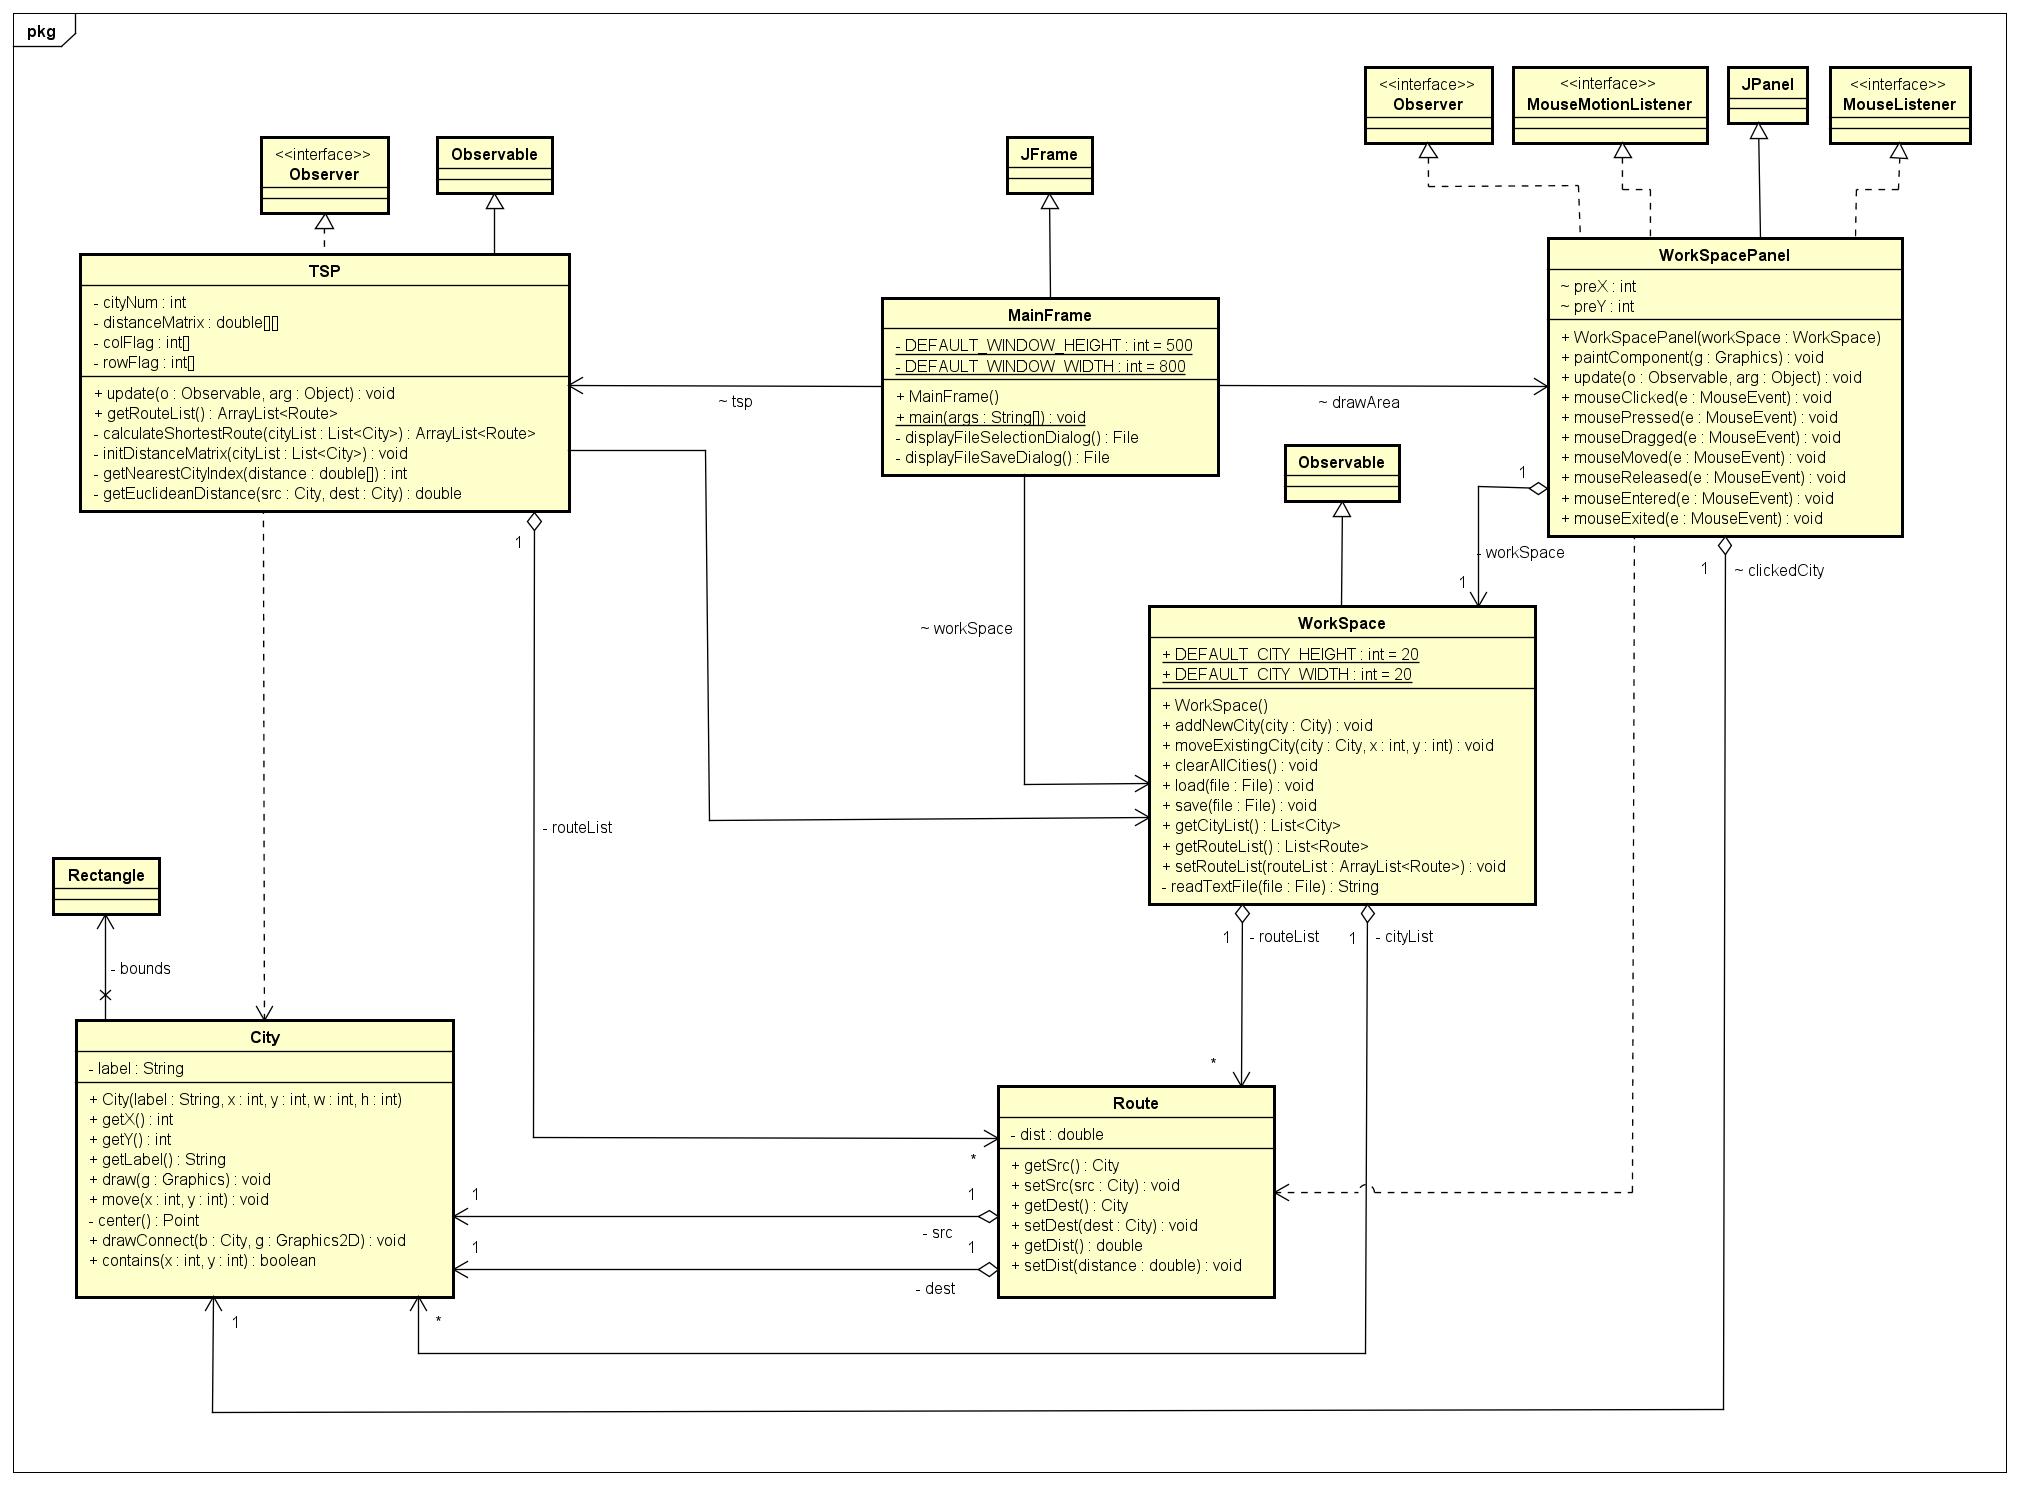 pkg
<<interface>>
Observer
<<interface>>
MouseMotionListener
JPanel
<<interface>>
MouseListener
<<interface>>
Observer
Observable
JFrame
TSP
- cityNum : int
- distanceMatrix : double[][]
- colFlag : int[]
- rowFlag : int[]
+ update(o : Observable, arg : Object) : void
+ getRouteList() : ArrayList<Route>
- calculateShortestRoute(cityList : List<City>) : ArrayList<Route>
- initDistanceMatrix(cityList : List<City>) : void
- getNearestCityIndex(distance : double[]) : int
- getEuclideanDistance(src : City, dest : City) : double
MainFrame
- DEFAULT_WINDOW_HEIGHT : int = 500
- DEFAULT_WINDOW_WIDTH : int = 800
+ MainFrame()
+ main(args : String[]) : void
- displayFileSelectionDialog() : File
- displayFileSaveDialog() : File
WorkSpacePanel
~ preX : int
~ preY : int
+ WorkSpacePanel(workSpace : WorkSpace)
+ paintComponent(g : Graphics) : void
+ update(o : Observable, arg : Object) : void
+ mouseClicked(e : MouseEvent) : void
+ mousePressed(e : MouseEvent) : void
+ mouseDragged(e : MouseEvent) : void
+ mouseMoved(e : MouseEvent) : void
+ mouseReleased(e : MouseEvent) : void
+ mouseEntered(e : MouseEvent) : void
+ mouseExited(e : MouseEvent) : void
~ tsp
~ drawArea
Observable
1
- workSpace
1
1
1
~ clickedCity
~ workSpace
WorkSpace
+ DEFAULT_CITY_HEIGHT : int = 20
+ DEFAULT_CITY_WIDTH : int = 20
+ WorkSpace()
+ addNewCity(city : City) : void
+ moveExistingCity(city : City, x : int, y : int) : void
+ clearAllCities() : void
+ load(file : File) : void
+ save(file : File) : void
+ getCityList() : List<City>
+ getRouteList() : List<Route>
+ setRouteList(routeList : ArrayList<Route>) : void
- readTextFile(file : File) : String
- routeList
Rectangle
- bounds
1
- routeList
1
- cityList
City
- label : String
+ City(label : String, x : int, y : int, w : int, h : int)
+ getX() : int
+ getY() : int
+ getLabel() : String
+ draw(g : Graphics) : void
+ move(x : int, y : int) : void
- center() : Point
+ drawConnect(b : City, g : Graphics2D) : void
+ contains(x : int, y : int) : boolean
*
Route
- dist : double
+ getSrc() : City
+ setSrc(src : City) : void
+ getDest() : City
+ setDest(dest : City) : void
+ getDist() : double
+ setDist(distance : double) : void
*
1
1
- src
1
1
- dest
1
*